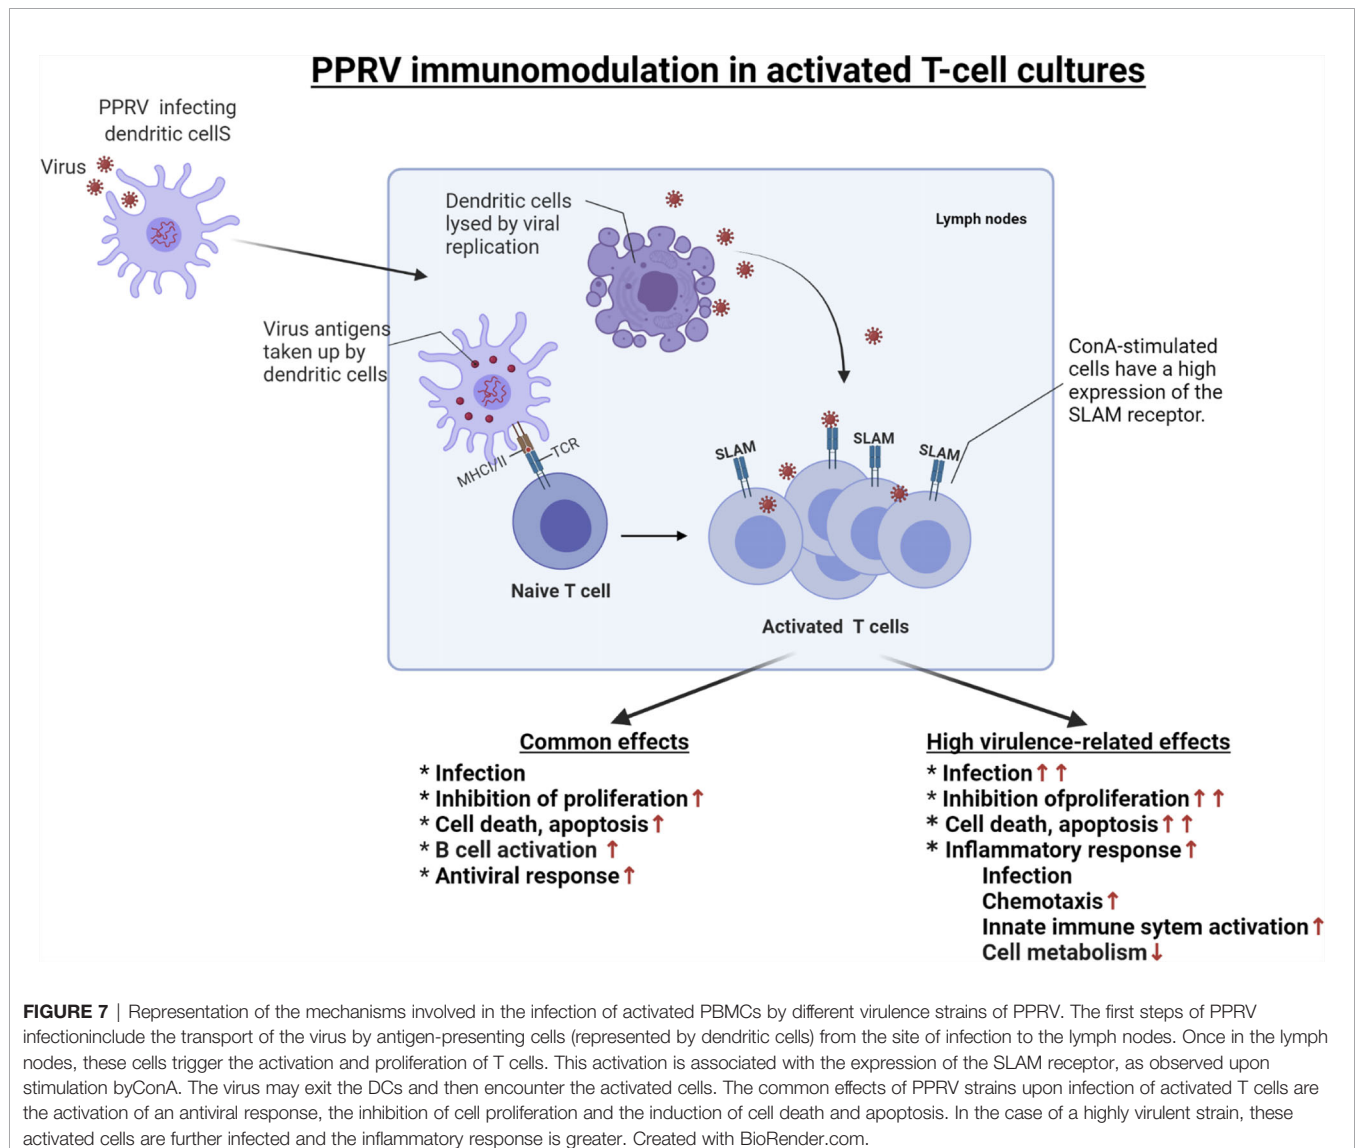 PPRV immunomodulation in activated T-cell cultures
PPRV infecting
dendritic cellS
Virus
Dendritic cells
lysed by viral
replication
Lymph nodes
Virus antigens
taken up by
dendritic cells
ConA-stimulated
cells have a high
expression of the
SLAM receptor.
MHCI/II
TCR
SLAM
SLAM
SLAM
Naive T cell
Activated T cells
Common effects
* Infection
* Inhibition of proliferation↑
* Cell death, apoptosis↑
* B cell activation ↑
* Antiviral response↑
High virulence-related effects
* Infection↑↑
* Inhibition ofproliferation↑↑
* Cell death, apoptosis↑↑
* Inflammatory response↑
Infection
Chemotaxis↑
Innate immune sytem activation↑
Cell metabolism↓
FIGURE 7 | Representation of the mechanisms involved in the infection of activated PBMCs by different virulence strains of PPRV. The first steps of PPRV
infectioninclude the transport of the virus by antigen-presenting cells (represented by dendritic cells) from the site of infection to the lymph nodes. Once in the lymph
nodes, these cells trigger the activation and proliferation of T cells. This activation is associated with the expression of the SLAM receptor, as observed upon
stimulation byConA. The virus may exit the DCs and then encounter the activated cells. The common effects of PPRV strains upon infection of activated T cells are
the activation of an antiviral response, the inhibition of cell proliferation and the induction of cell death and apoptosis. In the case of a highly virulent strain, these
activated cells are further infected and the inflammatory response is greater. Created with BioRender.com.